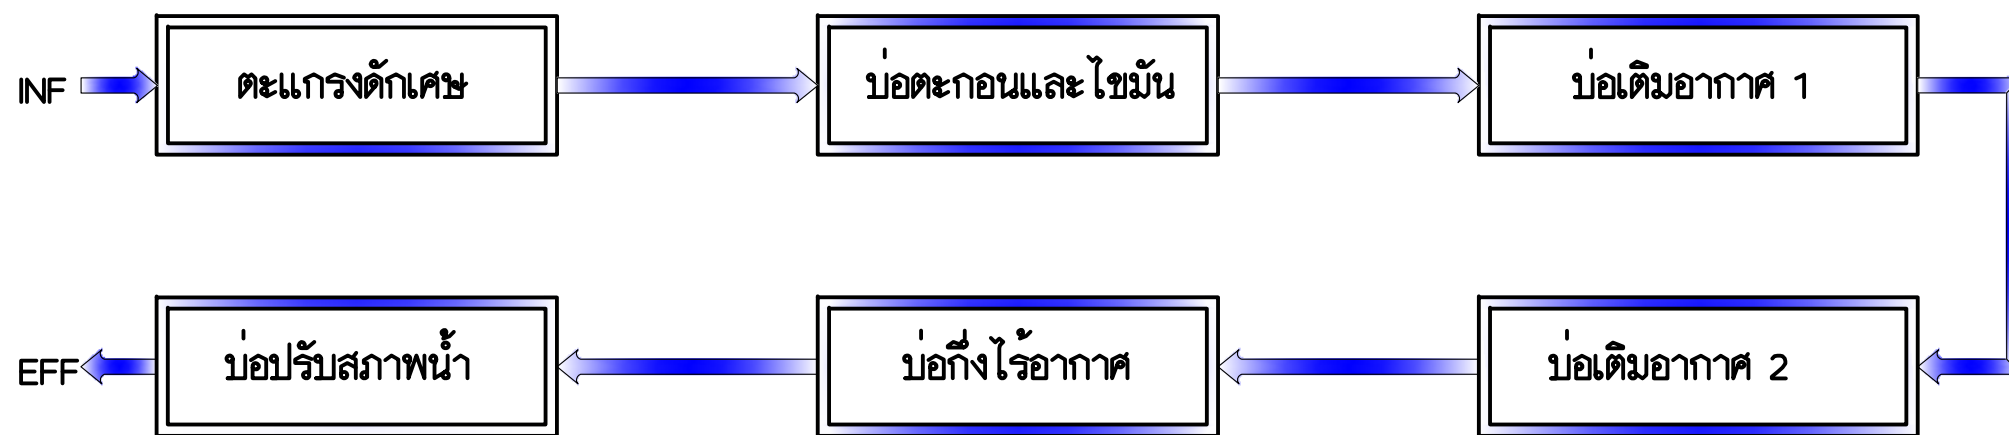 INF ตะแกรงดักเศษ บ่อตะกอนและไขมัน บ่อเติมอากาศ 1
EFF บ่อปรับสภาพน้ำ บ่อกึ่งไร้อากาศ บ่อเติมอากาศ 2